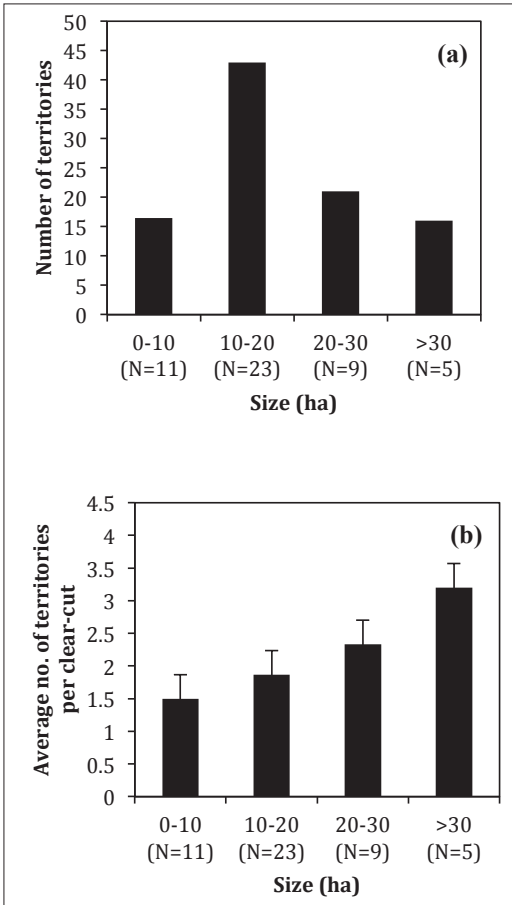 (a)
Number of territories
50
45
40
35
30
25
20
15
10
5
0
0-10 10-20 20-30 >30
(N=11) (N=23) (N=9) (N=5)
Size (ha)
(b)
Average no. of territories
per clear-cut
4.5
4
3.5
3
2.5
2
1.5
1
0.5
0
0-10 10-20 20-30 >30
(N=11) (N=23) (N=9) (N=5)
Size (ha)